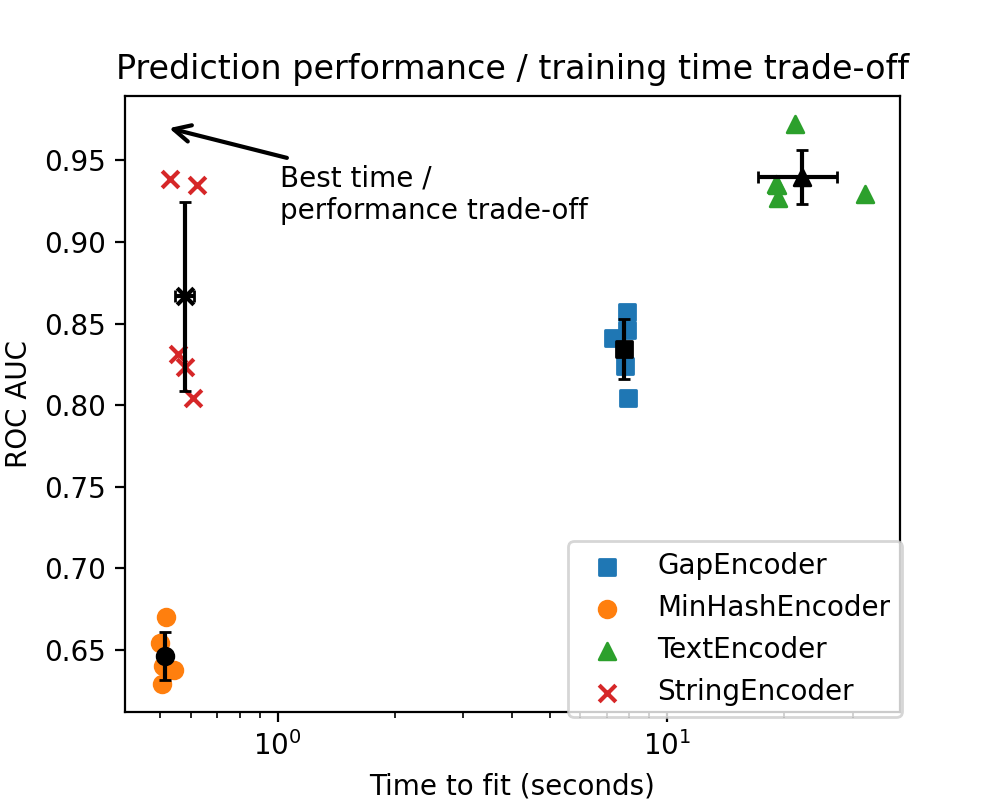 Prediction performance / training time trade-off
Best time /
performance trade-off
ROC AUC
0.95
0.90
0.85
0.80
0.75
0.70
0.65
GapEncoder
MinHashEncoder
TextEncoder
StringEncoder
10⁰
10¹
Time to fit (seconds)